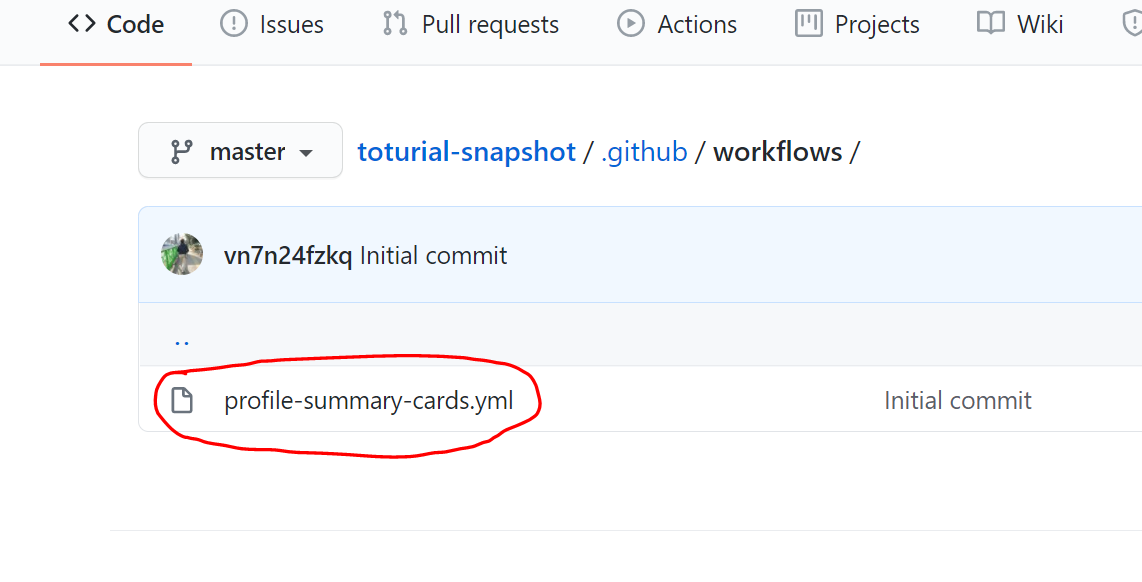 Code Issues Pull requests Actions Projects Wiki
master toturial-snapshot / .github / workflows /
vn7n24fzkq Initial commit
..
profile-summary-cards.yml Initial commit